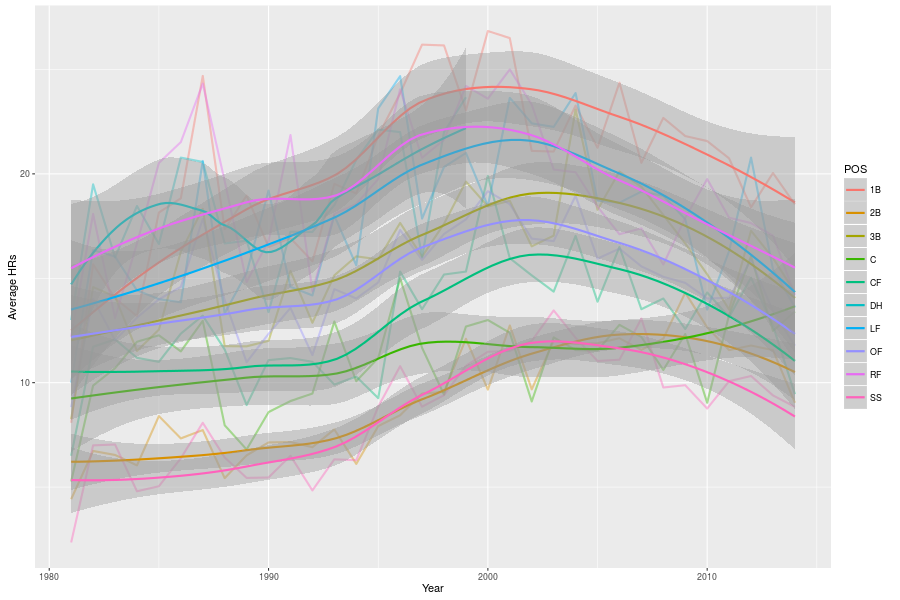 20
10
Average HRs
1980
1990
2000
2010
Year
POS
1B
2B
3B
C
CF
DH
LF
OF
RF
SS